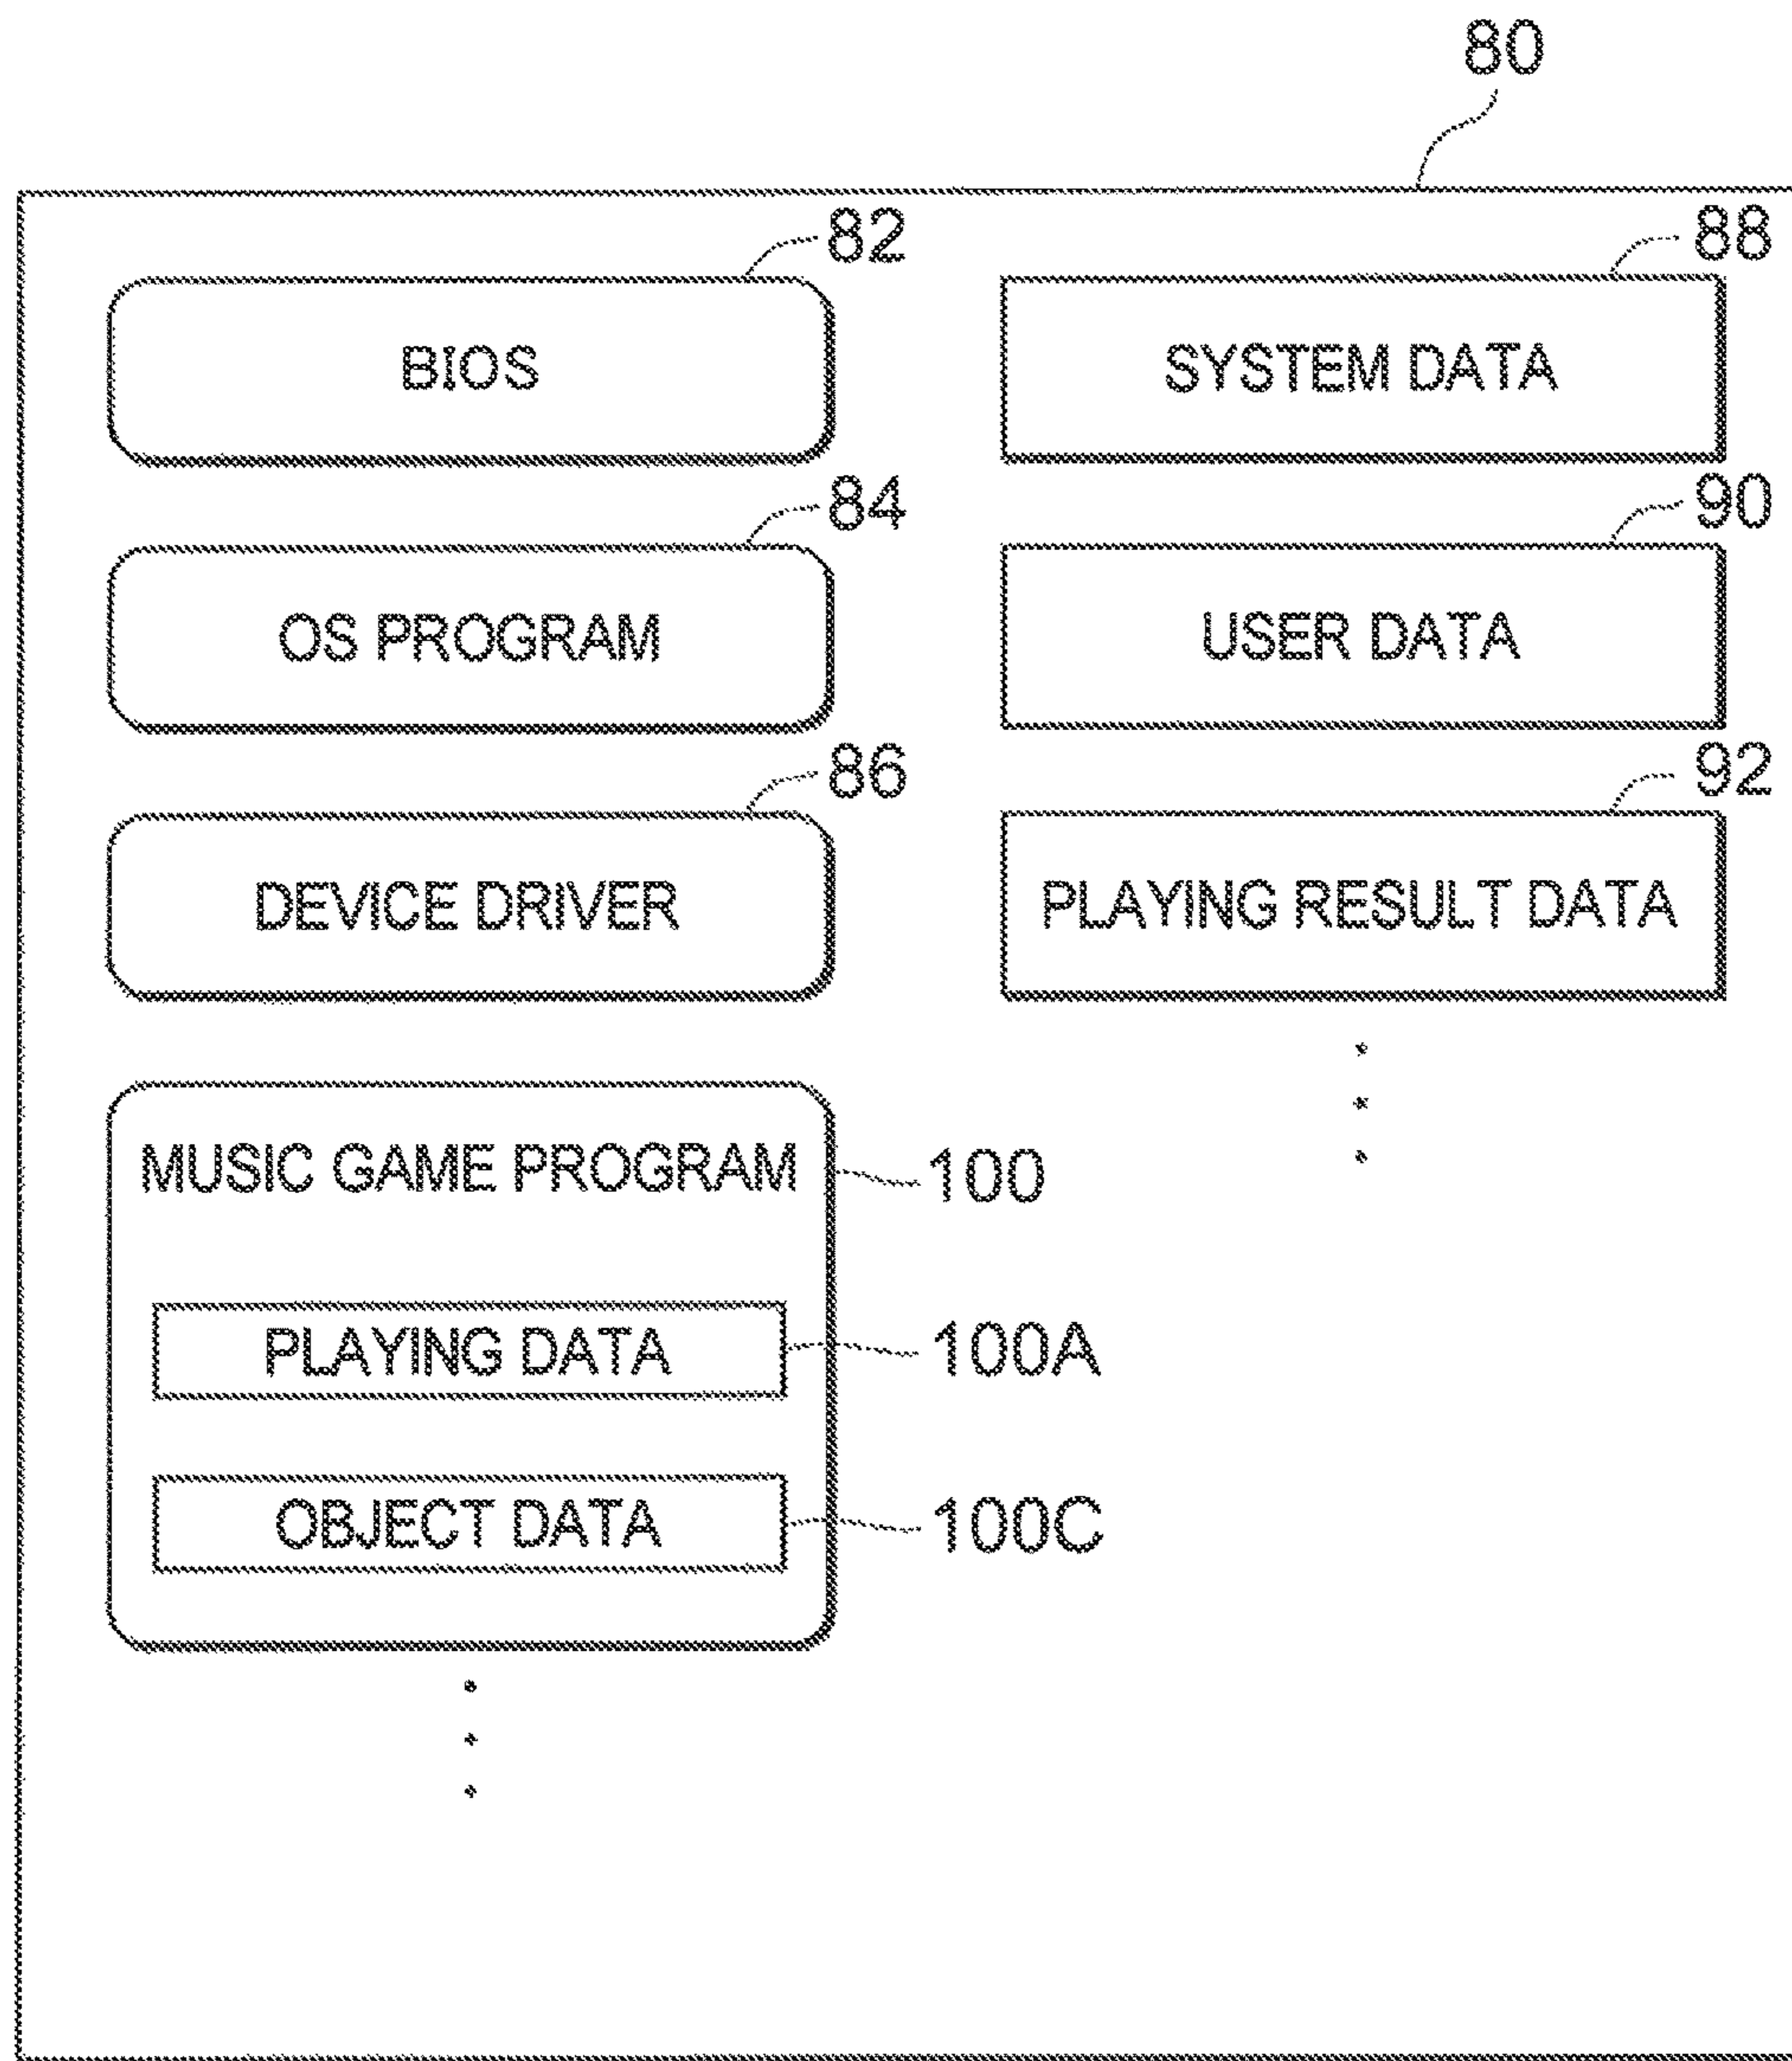 80
82
BIOS
88
SYSTEM DATA
84
OS PROGRAM
90
USER DATA
86
DEVICE DRIVER
92
PLAYING RESULT DATA
MUSIC GAME PROGRAM
100
PLAYING DATA
100A
OBJECT DATA
100C